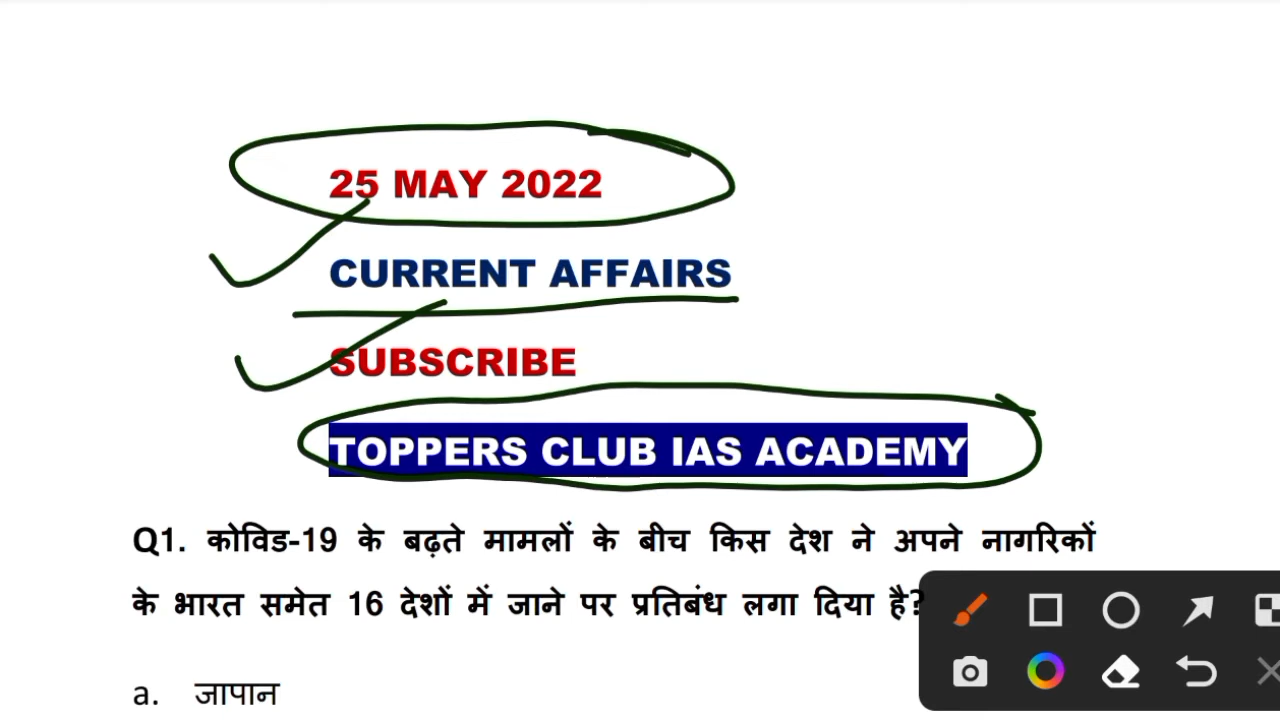 25 MAY 2022
CURRENT AFFAIRS
SUBSCRIBE
TOPPERS CLUB IAS ACADEMY
Q1. कोविड-19 के बढ़ते मामलों के बीच किस देश ने अपने नागरिकों
के भारत समेत 16 देशों में जाने पर प्रतिबंध लगा दिया है?
a. जापान